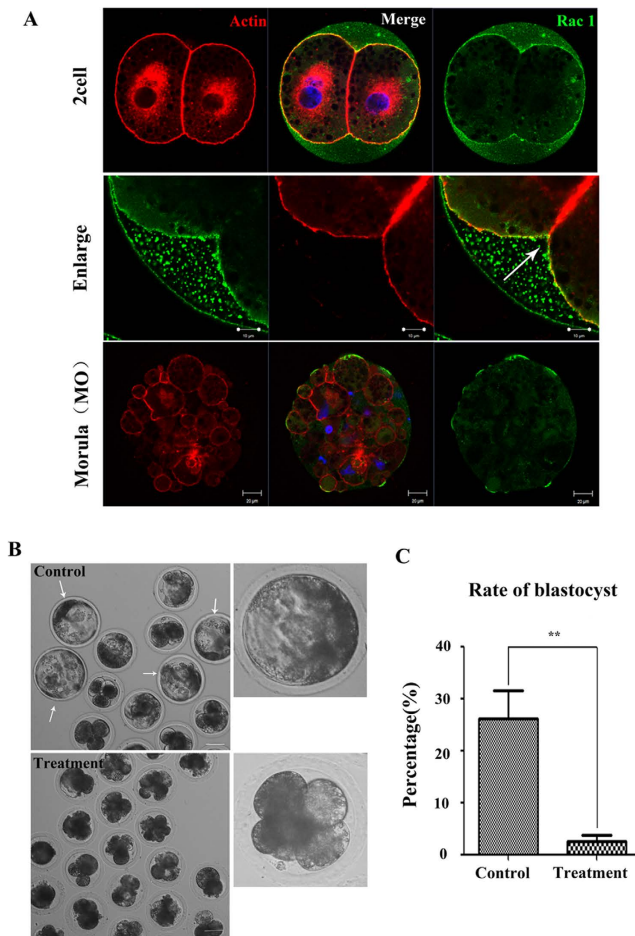 A
Actin
Merge
Rac 1
2cell
Enlarge
10 μm
10 μm
10 μm
Morula（MO）
20 μm
20 μm
20 μm
B
Control
Treatment
C
Rate of blastocyst
**
Percentage(%)
40
30
20
10
0
Control
Treatment